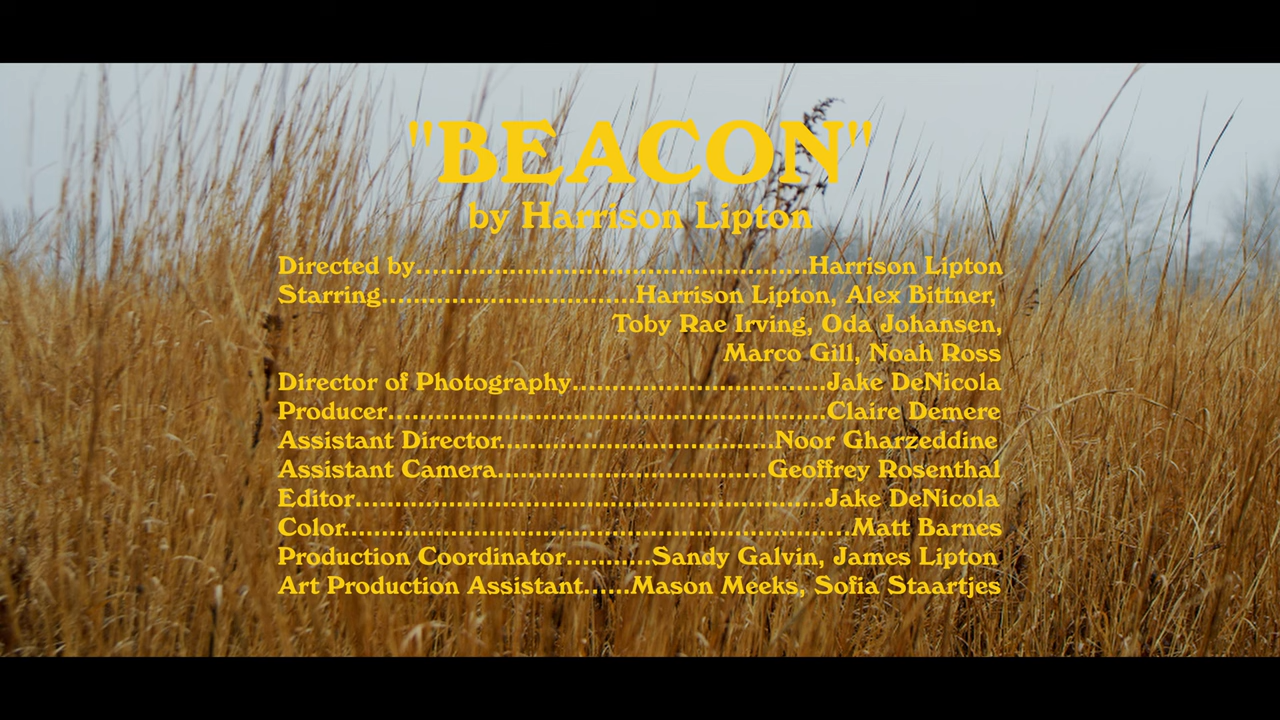 "BEACON"
by Harrison Lipton
Directed by..................................................Harrison Lipton
Starring................................Harrison Lipton, Alex Bittner,
Toby Rae Irving, Oda Johansen,
Marco Gill, Noah Ross
Director of Photography................................Jake DeNicola
Producer........................................................Claire Demere
Assistant Director...................................Noor Gharzeddine
Assistant Camera..................................Geoffrey Rosenthal
Editor............................................................Jake DeNicola
Color.................................................................Matt Barnes
Production Coordinator...........Sandy Galvin, James Lipton
Art Production Assistant......Mason Meeks, Sofia Staartjes